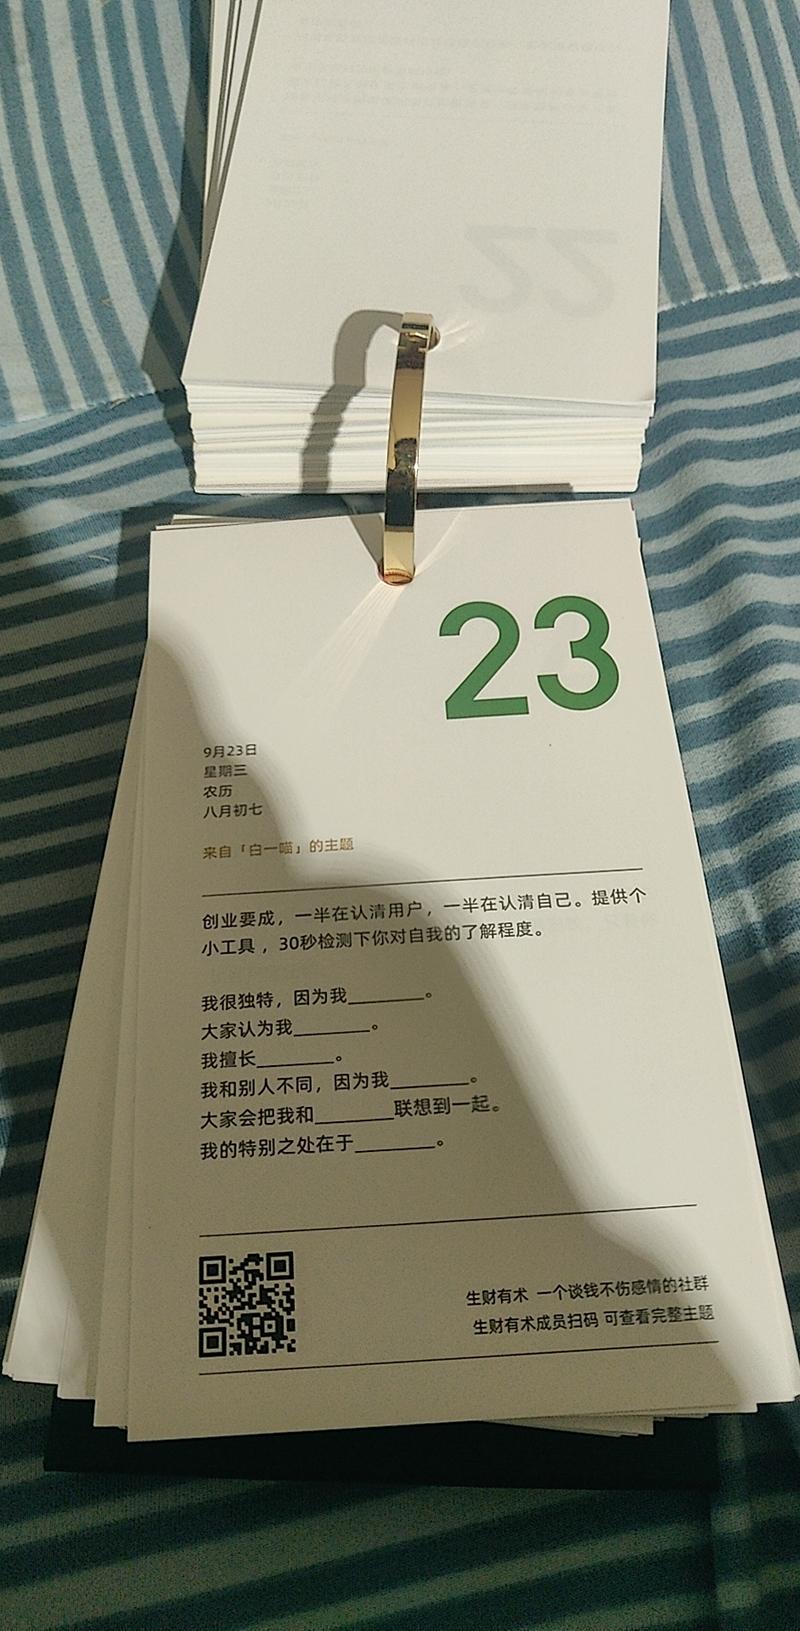 23
9月23日
星期三
农历
八月初七
来自「白一喵」的主题
创业要成，一半在认清用户，一半在认清自己。提供个
小工具，30秒检测下你对自我的了解程度。
我很独特，因为我________。
大家认为我________。
我擅长________。
我和别人不同，因为我________。
大家会把我和________联想到一起。
我的特别之处在于________。
生财有术 一个谈钱不伤感情的社群
生财有术成员扫码 可查看完整主题